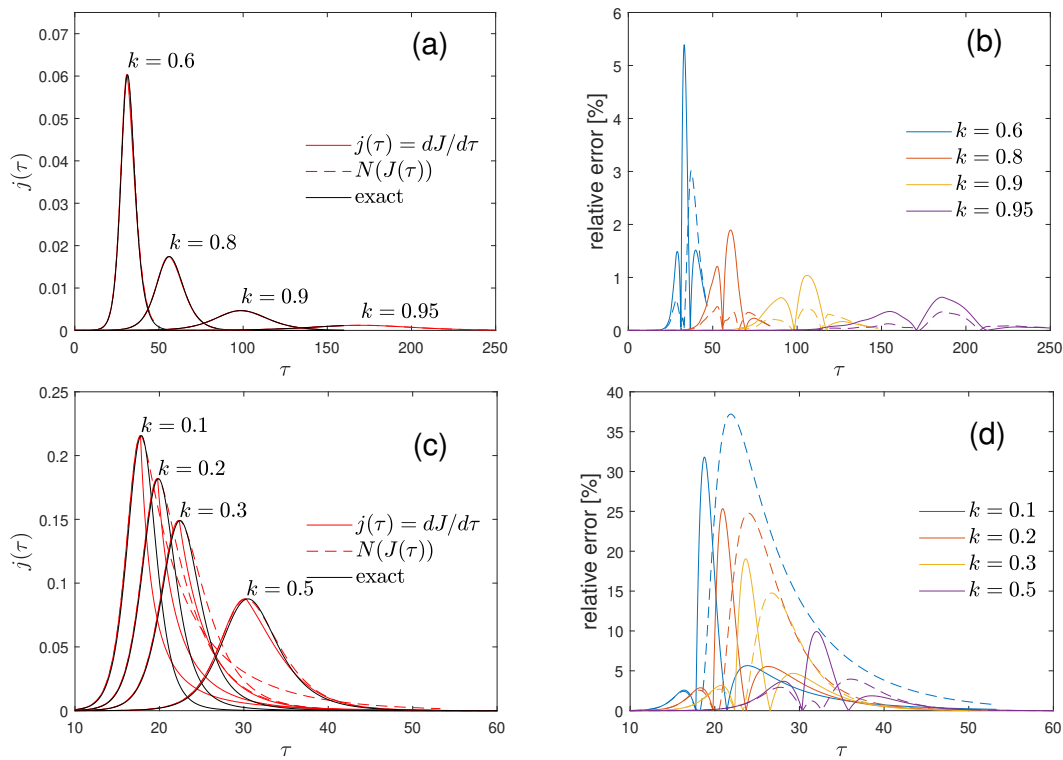 (a)
j(τ)
0.07
0.06
0.05
0.04
0.03
0.02
0.01
0
k = 0.6
k = 0.8
k = 0.9
k = 0.95
j(τ) = dJ/dτ
N(J(τ))
exact
0 50 100 150 200 250
τ
(b)
relative error [%]
6
5
4
3
2
1
0
k = 0.6
k = 0.8
k = 0.9
k = 0.95
0 50 100 150 200 250
τ
(c)
j(τ)
0.25
0.2
0.15
0.1
0.05
0
k = 0.1
k = 0.2
k = 0.3
k = 0.5
j(τ) = dJ/dτ
N(J(τ))
exact
10 20 30 40 50 60
τ
(d)
relative error [%]
40
35
30
25
20
15
10
5
0
k = 0.1
k = 0.2
k = 0.3
k = 0.5
10 20 30 40 50 60
τ